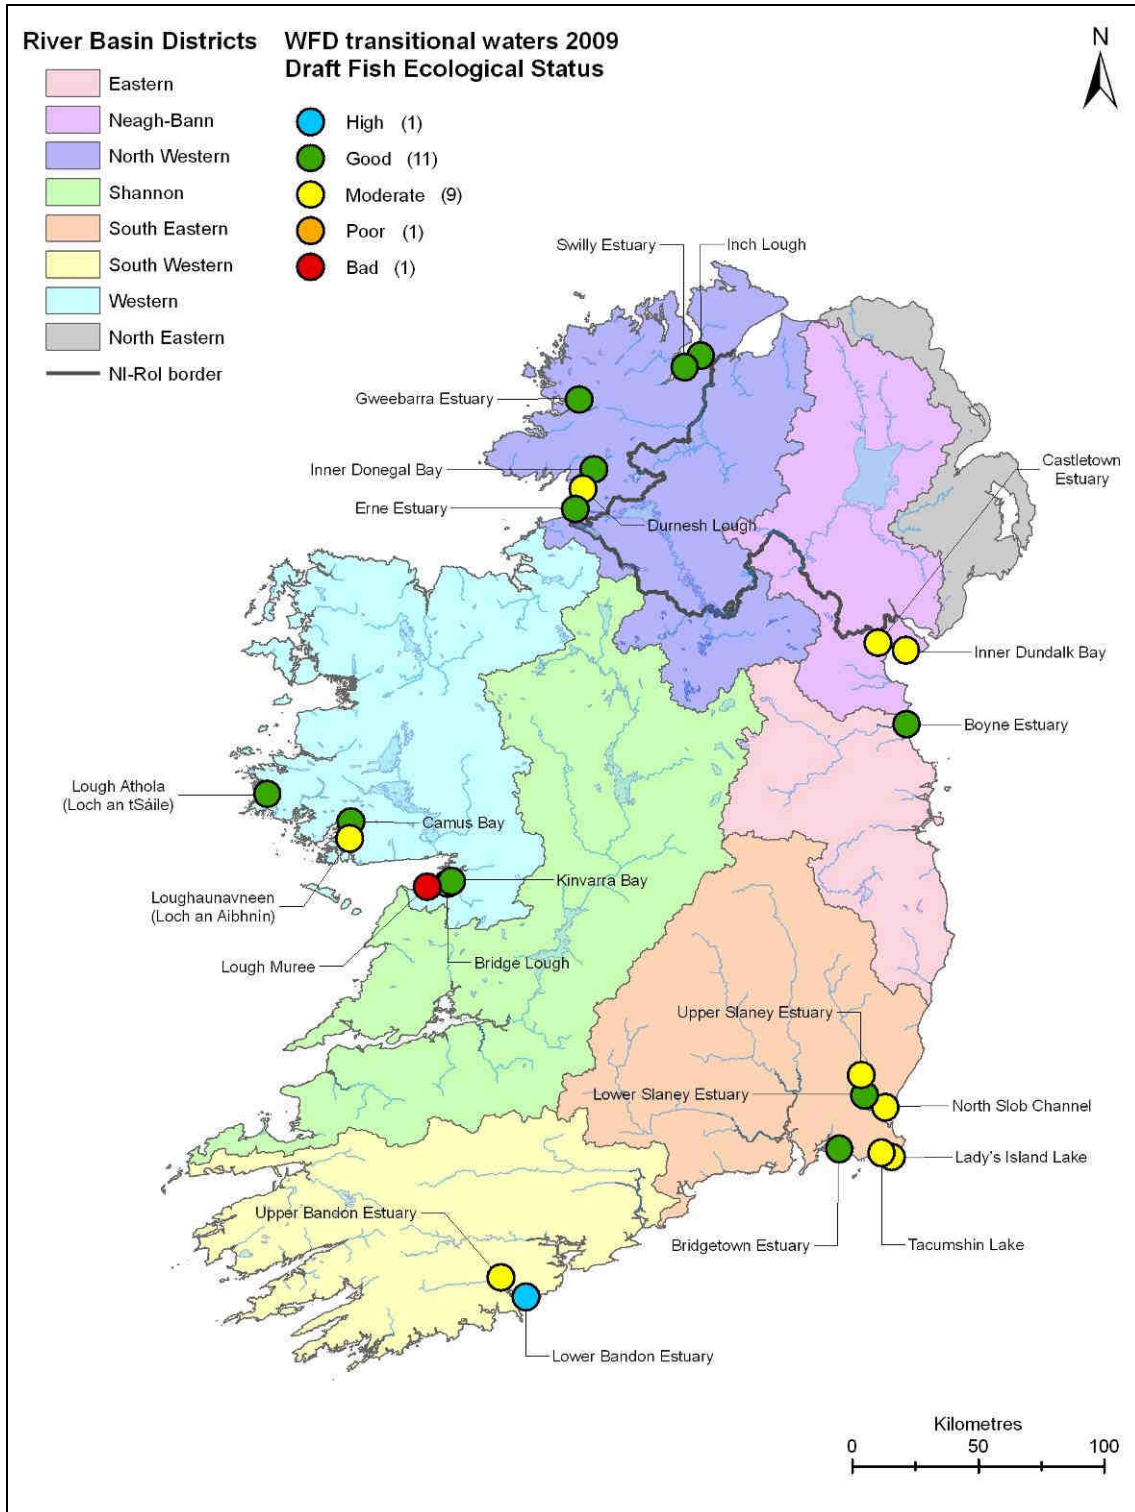 River Basin Districts
Eastern
Neagh-Bann
North Western
Shannon
South Eastern
South Western
Western
North Eastern
NI-RoI border
WFD transitional waters 2009
Draft Fish Ecological Status
High (1)
Good (11)
Moderate (9)
Poor (1)
Bad (1)
N
Swilly Estuary
Inch Lough
Gweebarra Estuary
Inner Donegal Bay
Castletown
Estuary
Erne Estuary
Durnesh Lough
Inner Dundalk Bay
Boyne Estuary
Lough Athola
(Loch an tSáile)
Camus Bay
Kinvarra Bay
Loughaunavneen
(Loch an Aibhnin)
Lough Muree
Bridge Lough
Upper Slaney Estuary
Lower Slaney Estuary
North Slob Channel
Lady's Island Lake
Upper Bandon Estuary
Bridgetown Estuary
Tacumshin Lake
Lower Bandon Estuary
Kilometres
0 50 100